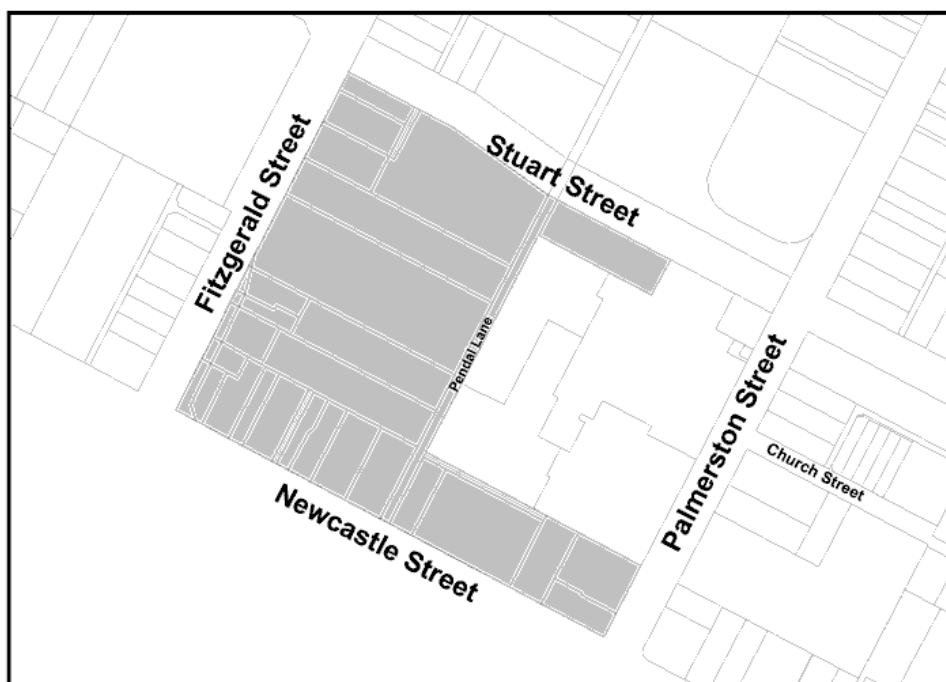 Stuart Street
Fitzgerald Street
Pendal Lane
Palmerston Street
Church Street
Newcastle Street